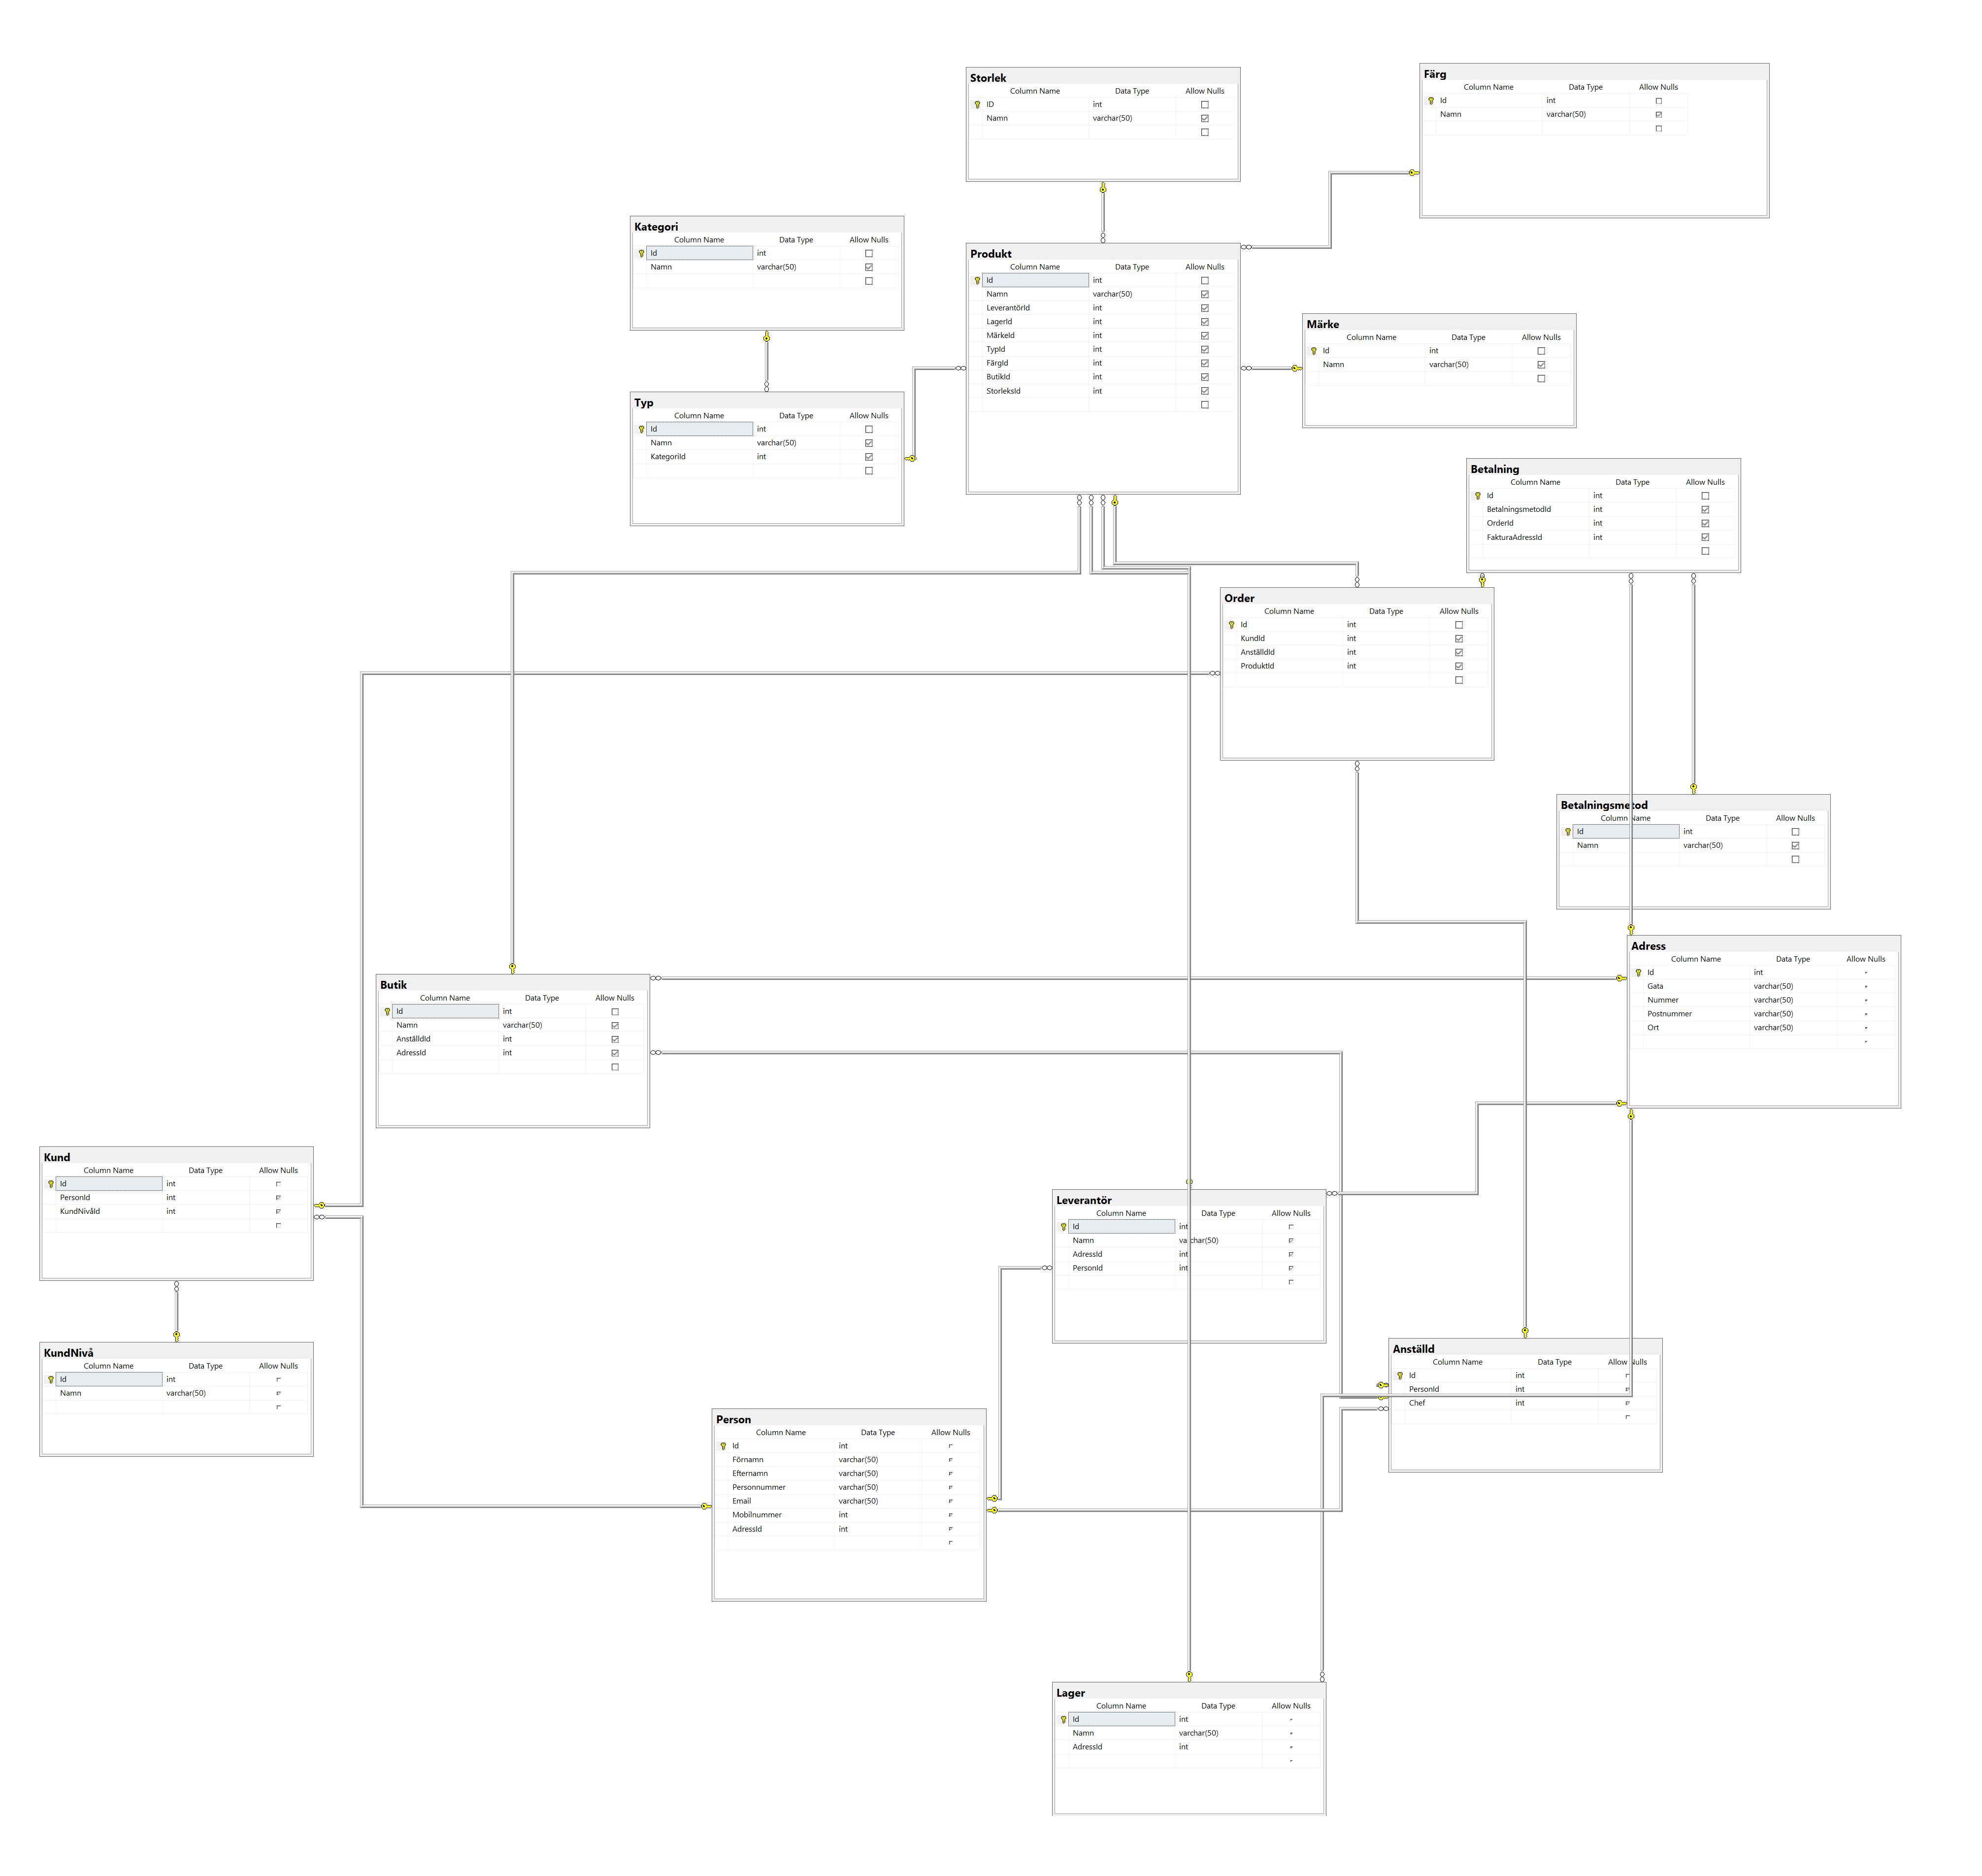 Storlek
Column Name Data Type Allow Nulls
ID int
Namn varchar(50)
Färg
Column Name Data Type Allow Nulls
Id int
Namn varchar(50)
Kategori
Column Name Data Type Allow Nulls
Id int
Namn varchar(50)
Produkt
Column Name Data Type Allow Nulls
Id int
Namn varchar(50)
LeverantörId int
LagerId int
MärkeId int
TypId int
FärgId int
ButikId int
StorleksId int
Märke
Column Name Data Type Allow Nulls
Id int
Namn varchar(50)
Typ
Column Name Data Type Allow Nulls
Id int
Namn varchar(50)
KategoriId int
Betalning
Column Name Data Type Allow Nulls
Id int
BetalningsmetodId int
OrderId int
FakturaAdressId int
Order
Column Name Data Type Allow Nulls
Id int
KundId int
AnställdId int
ProduktId int
Betalningsmetod
Column Name Data Type Allow Nulls
Id int
Namn varchar(50)
Adress
Column Name Data Type Allow Nulls
Id int
Gata varchar(50)
Nummer varchar(50)
Postnummer varchar(50)
Ort varchar(50)
Butik
Column Name Data Type Allow Nulls
Id int
Namn varchar(50)
AnställdId int
AdressId int
Kund
Column Name Data Type Allow Nulls
Id int
PersonId int
KundNivåId int
Leverantör
Column Name Data Type Allow Nulls
Id int
Namn varchar(50)
AdressId int
PersonId int
KundNivå
Column Name Data Type Allow Nulls
Id int
Namn varchar(50)
Anställd
Column Name Data Type Allow Nulls
Id int
PersonId int
Chef int
Person
Column Name Data Type Allow Nulls
Id int
Förnamn varchar(50)
Efternamn varchar(50)
Personnummer varchar(50)
Email varchar(50)
Mobilnummer int
AdressId int
Lager
Column Name Data Type Allow Nulls
Id int
Namn varchar(50)
AdressId int